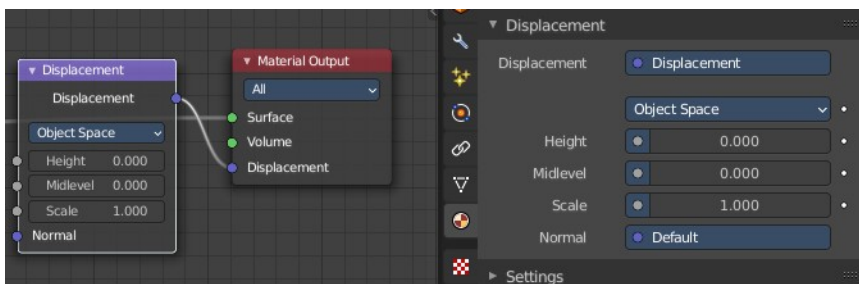 Displacement
Displacement
Object Space
Height 0.000
Midlevel 0.000
Scale 1.000
Normal
Material Output
All
Surface
Volume
Displacement
Displacement
Displacement Displacement
Object Space
Height 0.000
Midlevel 0.000
Scale 1.000
Normal Default
Settings